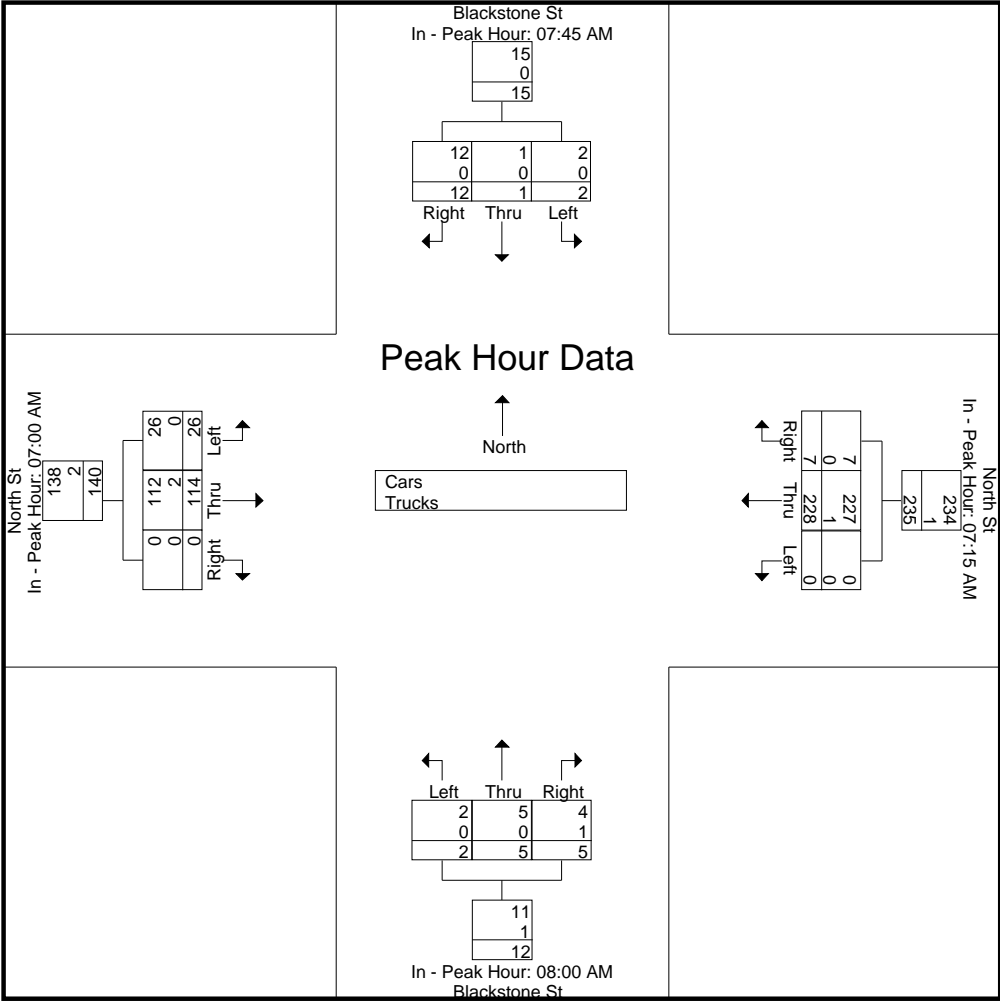 Blackstone St
In - Peak Hour: 07:45 AM
15
0
15
12 1 2
0 0 0
12 1 2
Right Thru Left
Peak Hour Data
North
Cars
Trucks
North St
In - Peak Hour: 07:00 AM
138
2
140
26 0 26
112 2 114
0 0 0
Left
Thru
Right
North St
In - Peak Hour: 07:15 AM
234
1
235
7 0 7
227 1 228
0 0 0
Right
Thru
Left
Left Thru Right
2 5 4
0 0 1
2 5 5
11
1
12
In - Peak Hour: 08:00 AM
Blackstone St